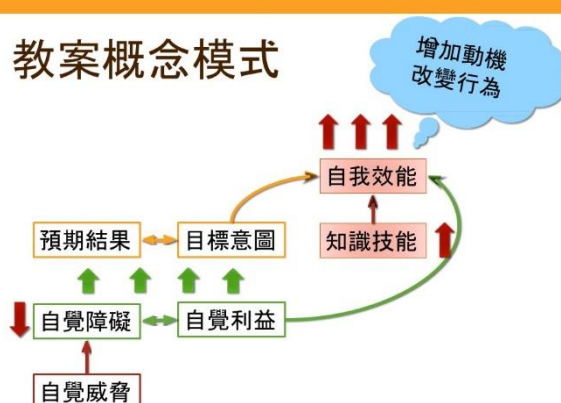 教案概念模式
增加動機
改變行為
自我效能
預期結果
目標意圖
知識技能
自覺障礙
自覺利益
自覺威脅